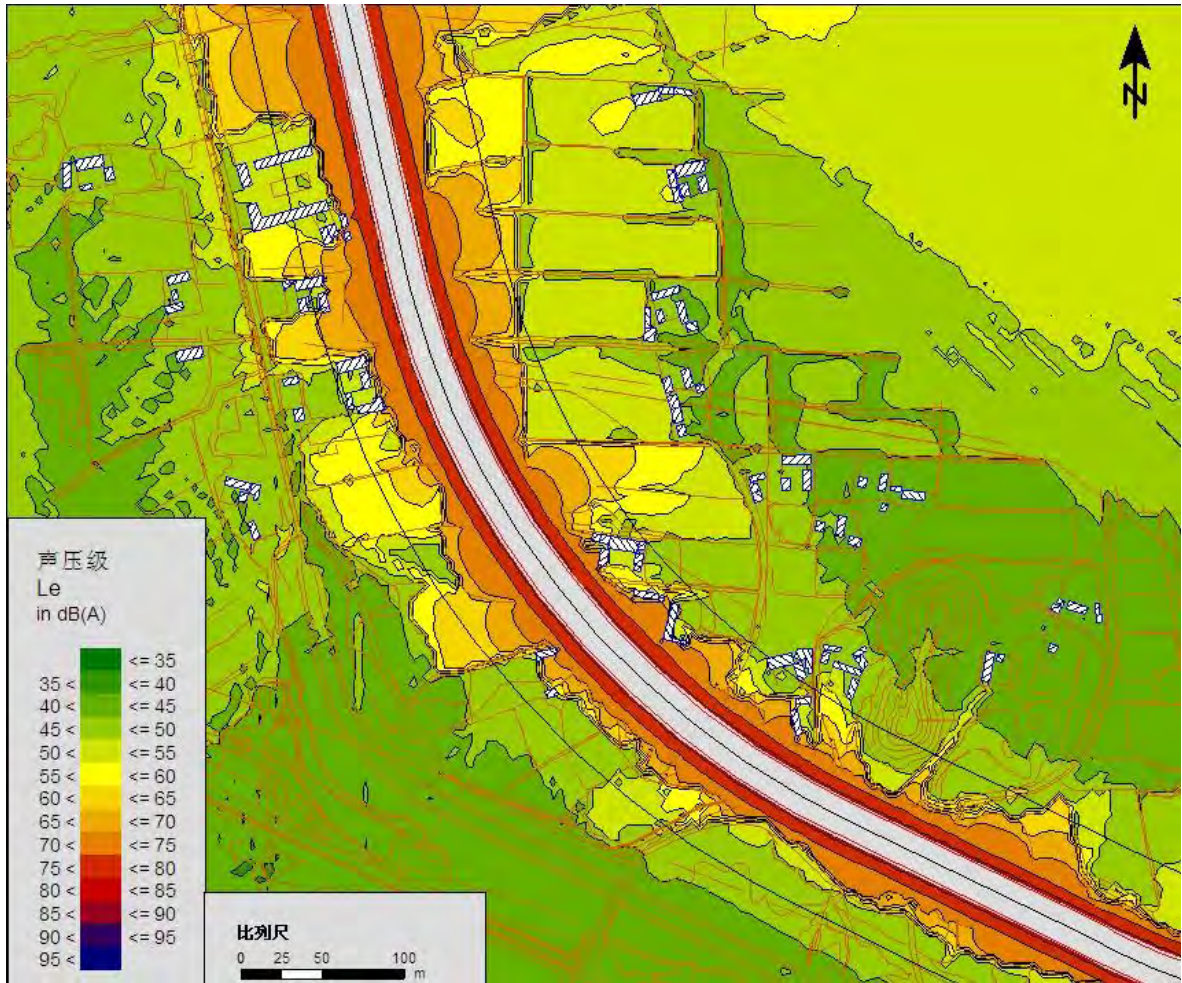 N
声压级
Le
in dB(A)
<= 35
35 < <= 40
40 < <= 45
45 < <= 50
50 < <= 55
55 < <= 60
60 < <= 65
65 < <= 70
70 < <= 75
75 < <= 80
80 < <= 85
85 < <= 90
90 < <= 95
95 <
比列尺
0 25 50 100
m